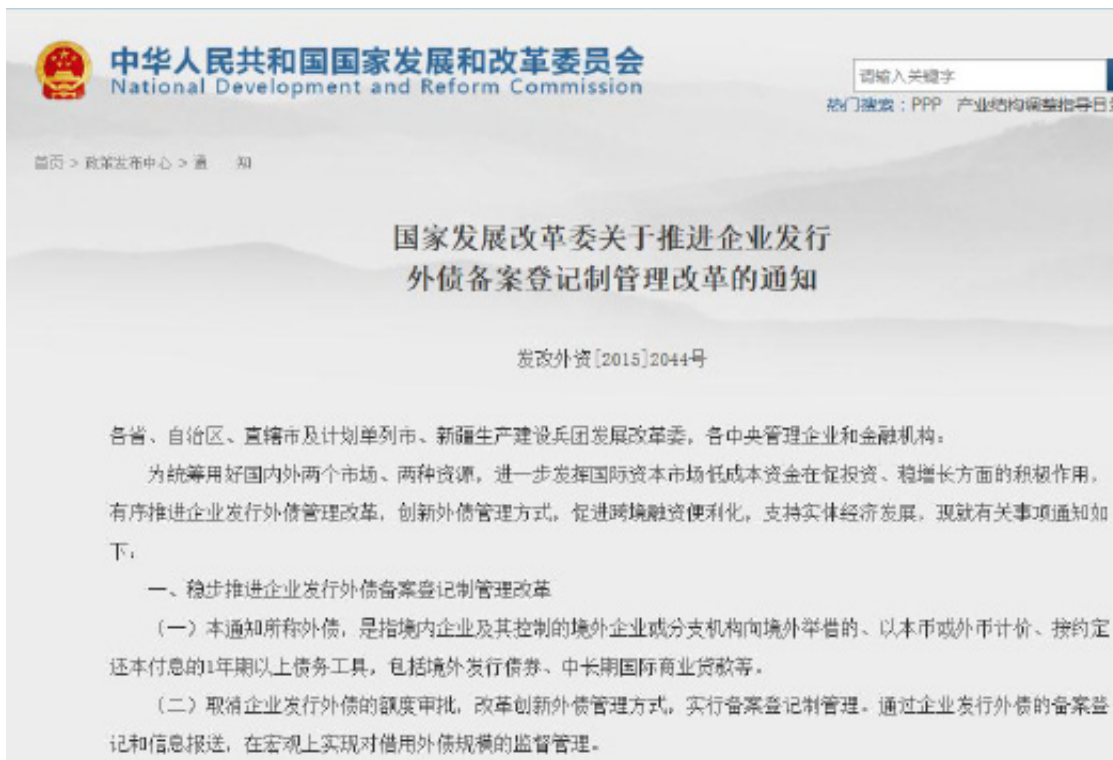 中华人民共和国国家发展和改革委员会
National Development and Reform Commission
请输入关键字
热门搜索：PPP 产业结构调整指导目录
首页 > 政策发布中心 > 通 知
国家发展改革委关于推进企业发行
外债备案登记制管理改革的通知
发改外资[2015]2044号
各省、自治区、直辖市及计划单列市、新疆生产建设兵团发展改革委，各中央管理企业和金融机构：
为统筹用好国内外两个市场、两种资源，进一步发挥国际资本市场低成本资金在促投资、稳增长方面的积极作用，
有序推进企业发行外债管理改革，创新外债管理方式，促进跨境融资便利化，支持实体经济发展，现就有关事项通知如
下：
一、稳步推进企业发行外债备案登记制管理改革
（一）本通知所称外债，是指境内企业及其控制的境外企业或分支机构向境外举借的、以本币或外币计价、按约定
还本付息的1年期以上债务工具，包括境外发行债券、中长期国际商业贷款等。
（二）取消企业发行外债的额度审批，改革创新外债管理方式，实行备案登记制管理。通过企业发行外债的备案登
记和信息报送，在宏观上实现对借用外债规模的监督管理。